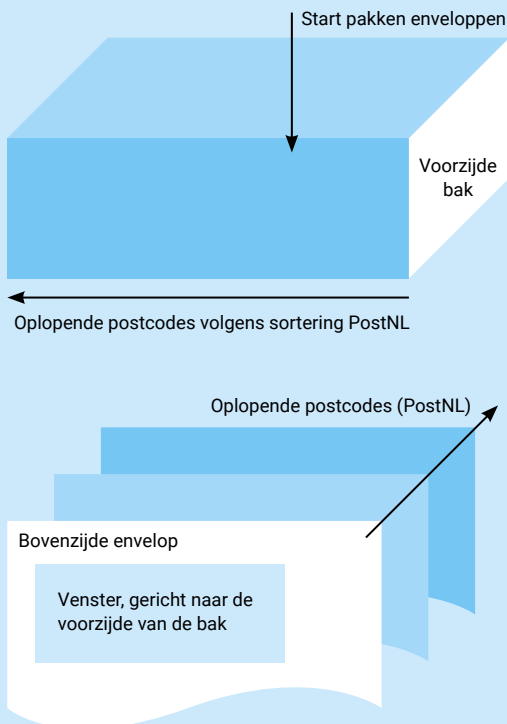 Start pakken enveloppen
Voorzijde
bak
Oplopende postcodes volgens sortering PostNL
Oplopende postcodes (PostNL)
Bovenzijde envelop
Venster, gericht naar de
voorzijde van de bak